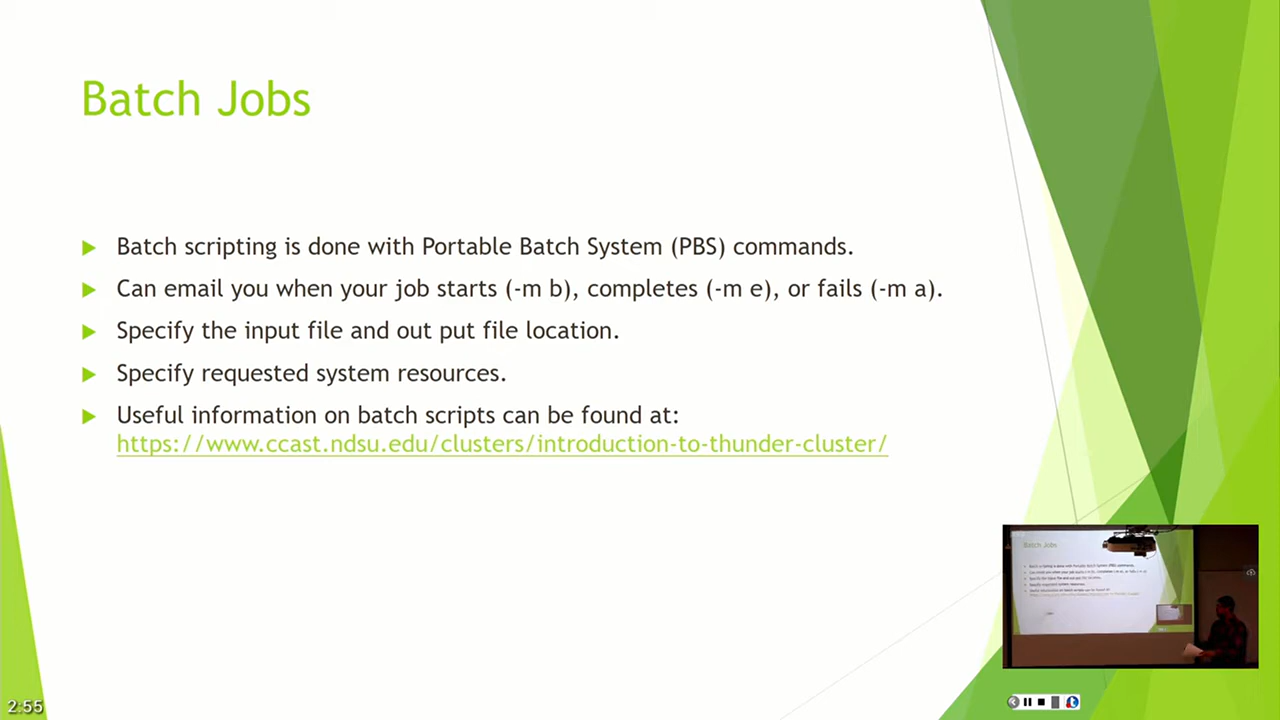 Batch Jobs
Batch scripting is done with Portable Batch System (PBS) commands.
Can email you when your job starts (-m b), completes (-m e), or fails (-m a).
Specify the input file and out put file location.
Specify requested system resources.
Useful information on batch scripts can be found at:
https://www.ccast.ndsu.edu/clusters/introduction-to-thunder-cluster/
Batch Jobs
2:55